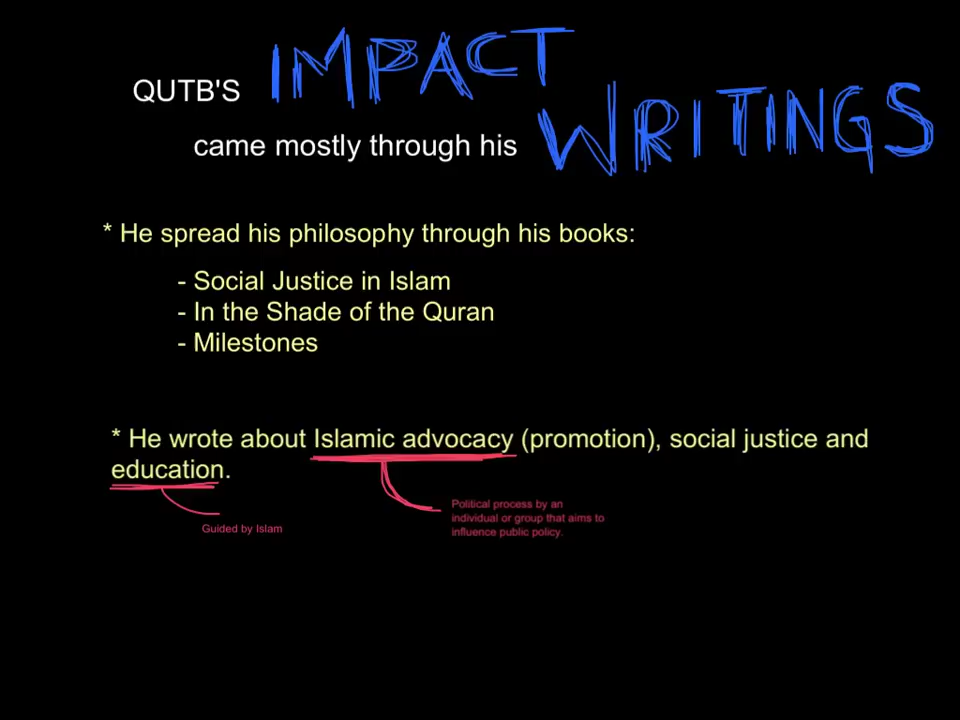 QUTB'S IMPACT
came mostly through his WRITINGS
* He spread his philosophy through his books:
- Social Justice in Islam
- In the Shade of the Quran
- Milestones
* He wrote about Islamic advocacy (promotion), social justice and
education.
Guided by Islam
Political process by an
individual or group that aims to
influence public policy.